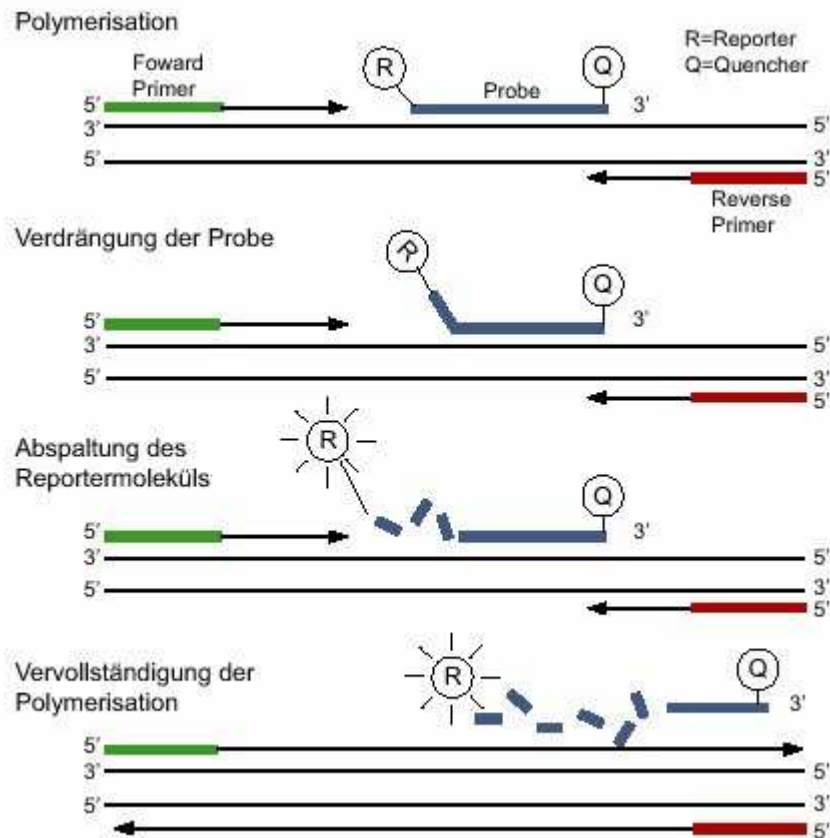 Polymerisation
R=Reporter
Q=Quencher
Foward
Primer
R
Probe
Q
5' 3'
3' 5'
5' 3'
5'
Reverse
Primer
Verdrängung der Probe
R
Q
5' 3'
3' 5'
5' 3'
5'
Abspaltung des
Reportermoleküls
R
Q
5' 3'
3' 5'
5' 3'
5'
Vervollständigung der
Polymerisation
R
Q
3'
5'
3' 5'
5' 3'
5'